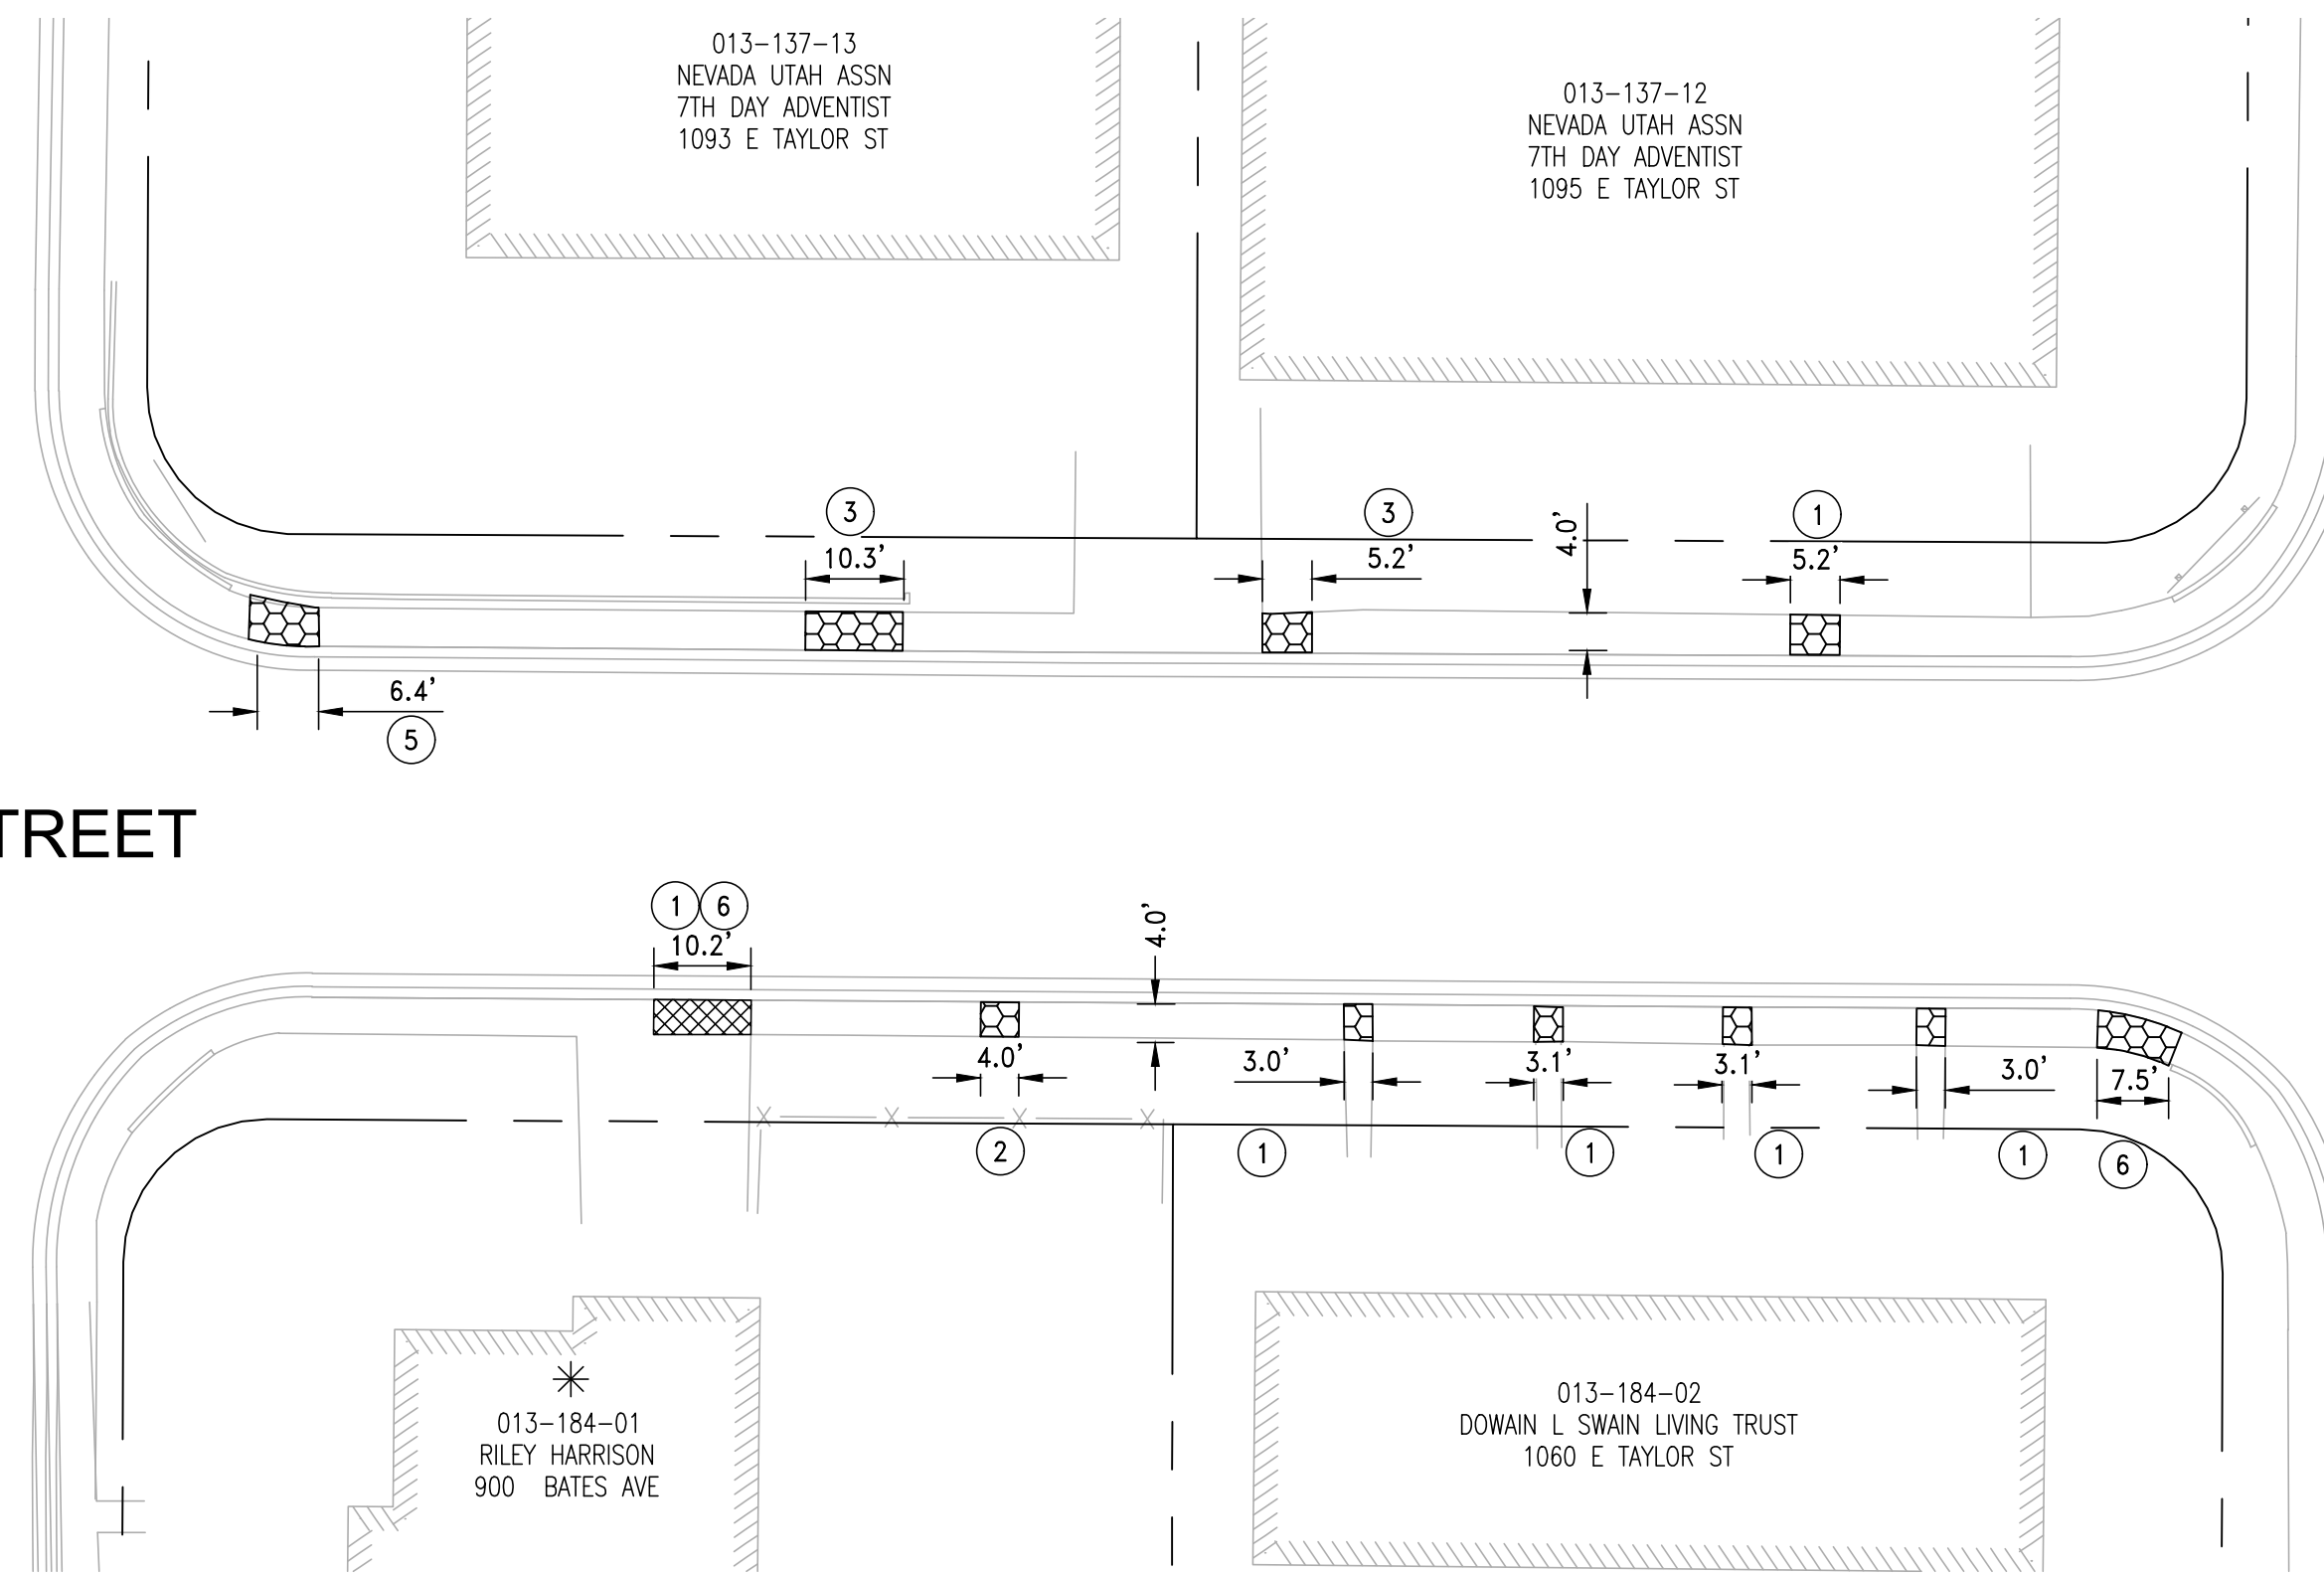 013-137-13
NEVADA UTAH ASSN
7TH DAY ADVENTIST
1093 E TAYLOR ST
013-137-12
NEVADA UTAH ASSN
7TH DAY ADVENTIST
1095 E TAYLOR ST
3
10.3'
3
5.2'
4.0'
1
5.2'
6.4'
5
TREET
1 6
10.2'
4.0'
4.0'
3.0'
3.1'
3.1'
3.0'
7.5'
2
1
1
1
1
6
013-184-01
RILEY HARRISON
900 BATES AVE
013-184-02
DOWAIN L SWAIN LIVING TRUST
1060 E TAYLOR ST